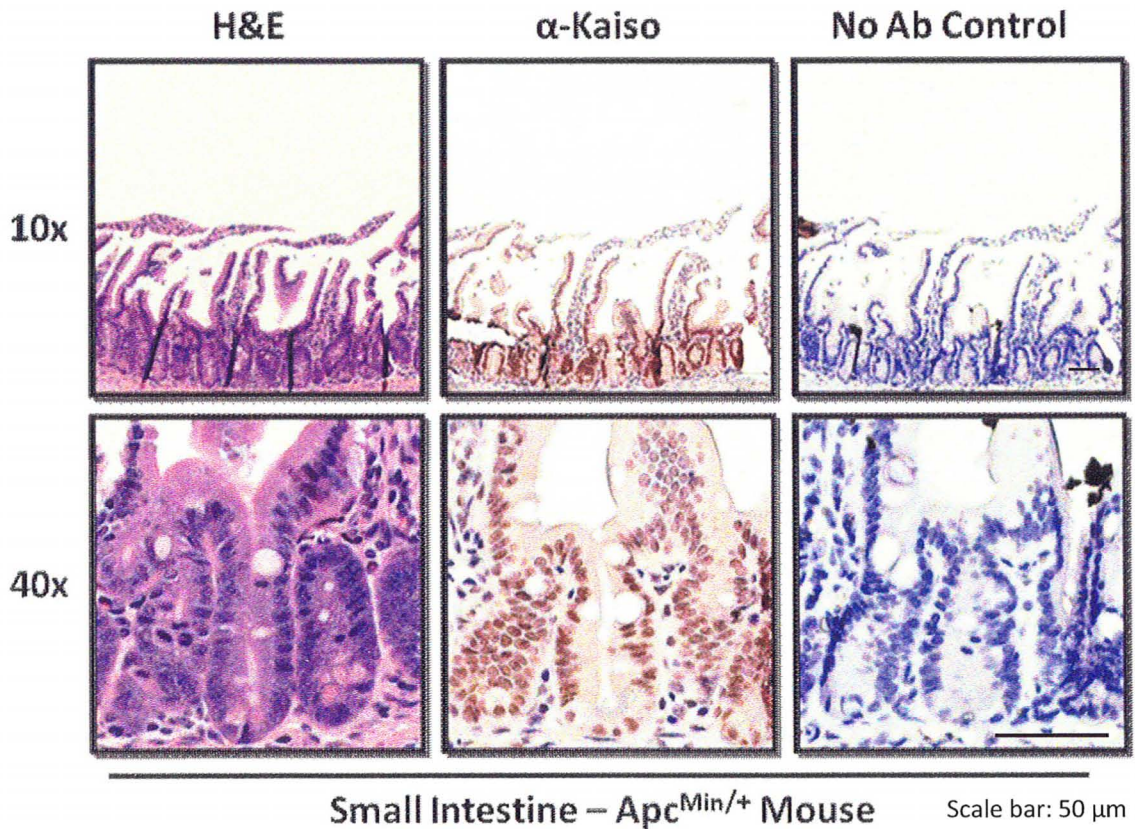 H&E α-Kaiso No Ab Control
10x
40x
Small Intestine – Apc^Min/+ Mouse Scale bar: 50 µm